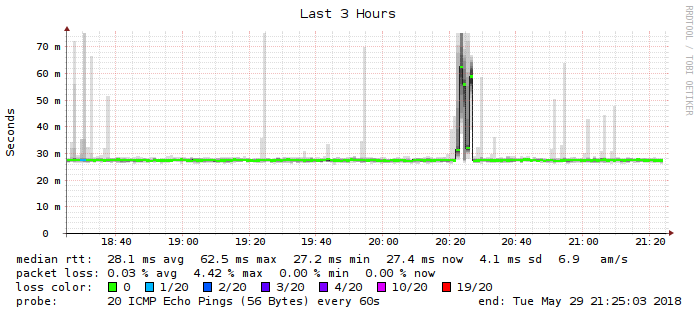 Last 3 Hours
RRDTOOL / TOBI OETIKER
Seconds
70 m
60 m
50 m
40 m
30 m
20 m
10 m
0
18:40 19:00 19:20 19:40 20:00 20:20 20:40 21:00 21:20
median rtt: 28.1 ms avg 62.5 ms max 27.2 ms min 27.4 ms now 4.1 ms sd 6.9 am/s
packet loss: 0.03 % avg 4.42 % max 0.00 % min 0.00 % now
loss color: 0 1/20 2/20 3/20 4/20 10/20 19/20
probe: 20 ICMP Echo Pings (56 Bytes) every 60s end: Tue May 29 21:25:03 2018